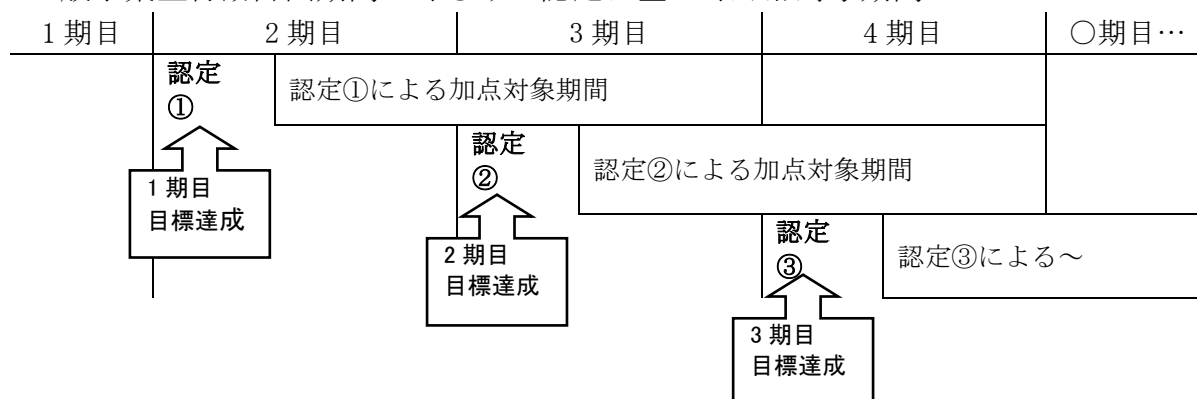 1期目 2期目 3期目 4期目 ○期目…
認定
①
認定①による加点対象期間
1期目
目標達成
認定
②
認定②による加点対象期間
2期目
目標達成
認定
③
認定③による～
3期目
目標達成